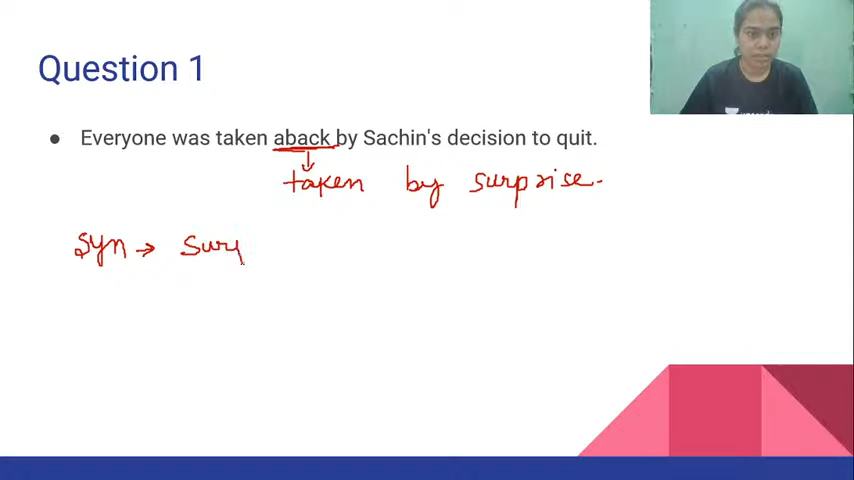 Question 1
● Everyone was taken aback by Sachin's decision to quit.
taken by surprise.
Syn → Surp